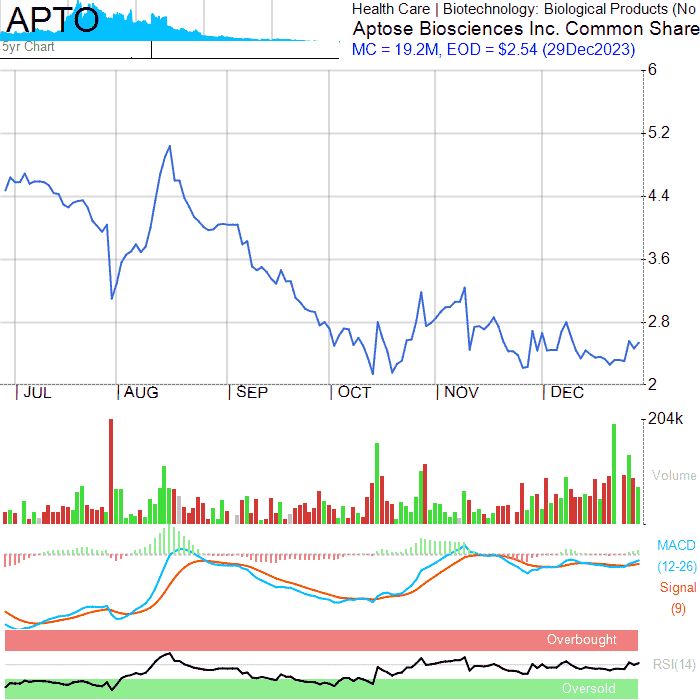 APTO
5yr Chart
Health Care | Biotechnology: Biological Products (No
Aptose Biosciences Inc. Common Share
MC = 19.2M, EOD = $2.54 (29Dec2023)
6
5.2
4.4
3.6
2.8
2
JUL AUG SEP OCT NOV DEC
204k
Volume
MACD
(12-26)
Signal
(9)
Overbought
RSI(14)
Oversold